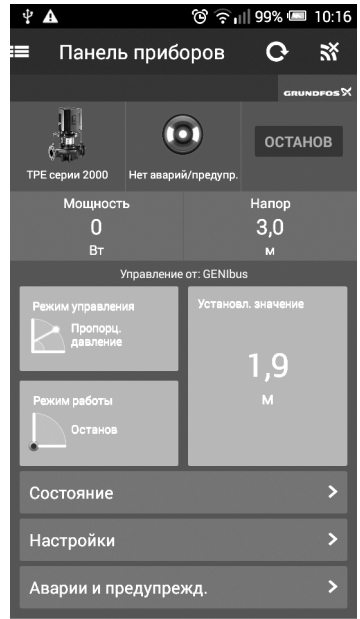 99% 10:16
Панель приборов
GRUNDFOS
TPE серии 2000
Нет аварий/предупр.
ОСТАНОВ
Мощность
0
Вт
Напор
3,0
м
Управление от: GENIbus
Режим управления
Пропорц.
давление
Установл. значение
1,9
м
Режим работы
Останов
Состояние
Настройки
Аварии и предупрежд.